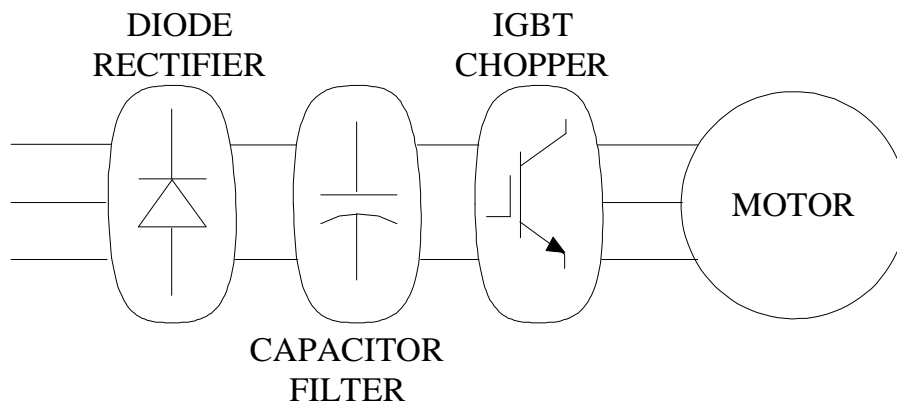 DIODE
RECTIFIER
IGBT
CHOPPER
MOTOR
CAPACITOR
FILTER